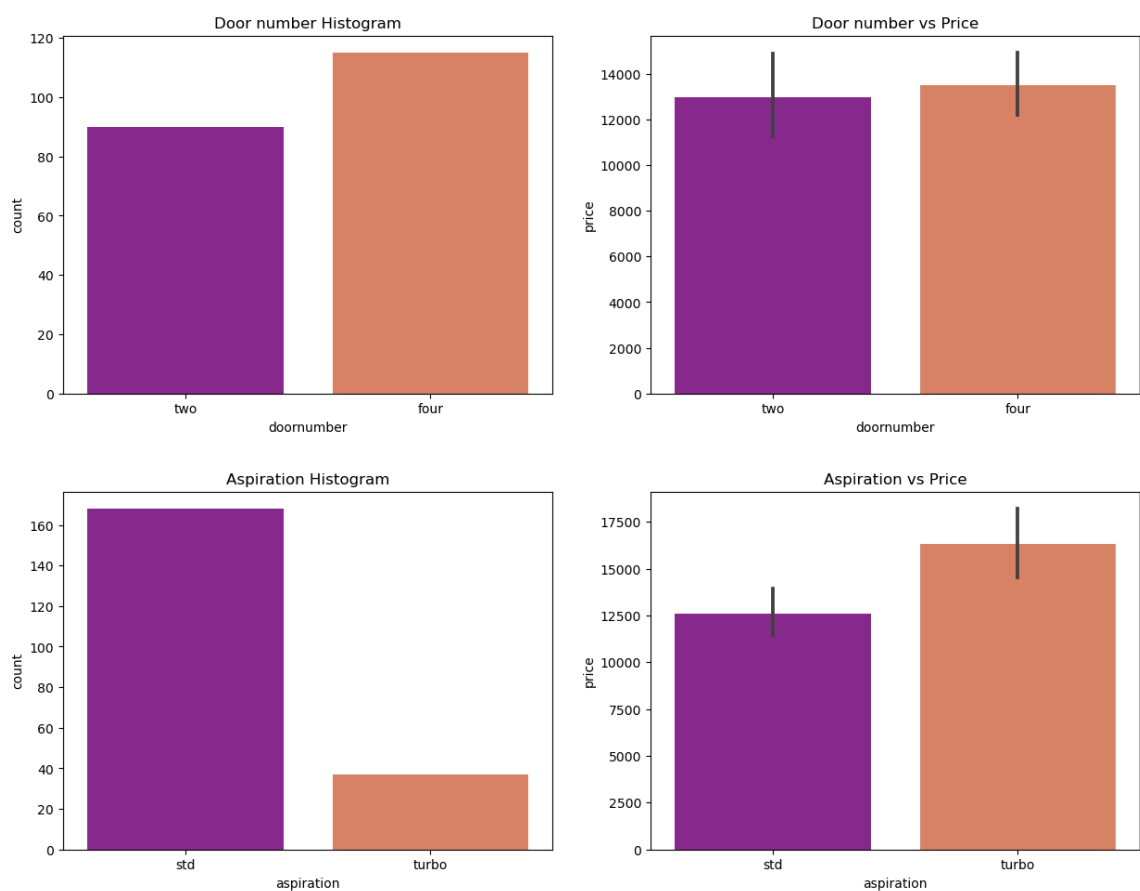 Door number Histogram
120
100
80
60
40
20
0
count
two
four
doornumber
Door number vs Price
14000
12000
10000
8000
6000
4000
2000
0
price
two
four
doornumber
Aspiration Histogram
160
140
120
100
80
60
40
20
0
count
std
turbo
aspiration
Aspiration vs Price
17500
15000
12500
10000
7500
5000
2500
0
price
std
turbo
aspiration